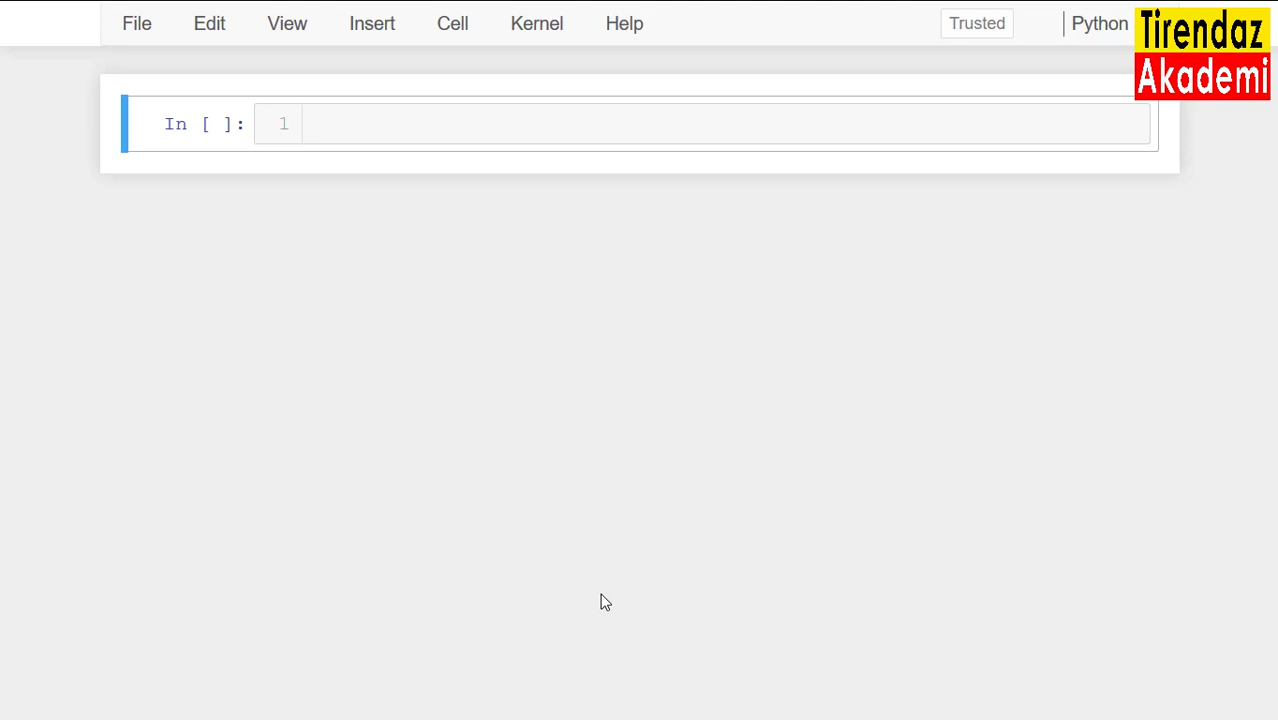 File Edit View Insert Cell Kernel Help Trusted Python
Tirendaz
Akademi
In [ ]: 1